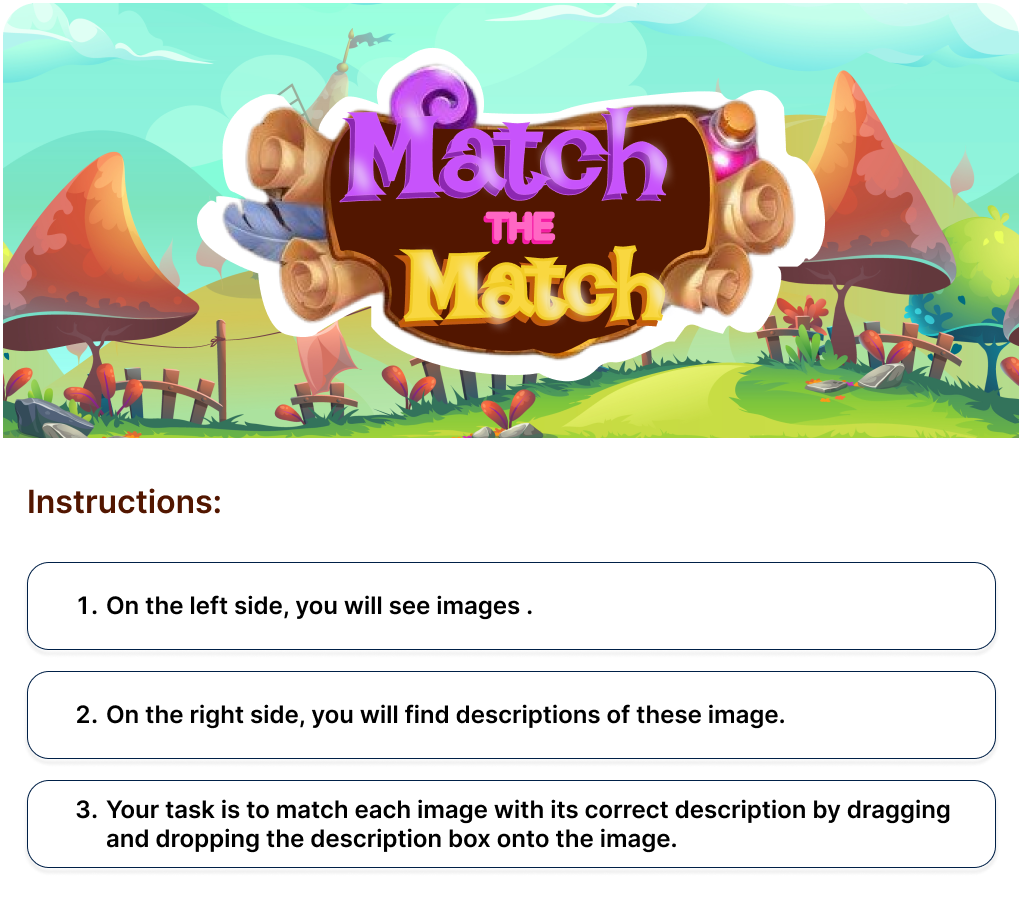 Match
THE
Match
Instructions:
1. On the left side, you will see images .
2. On the right side, you will find descriptions of these image.
3. Your task is to match each image with its correct description by dragging
and dropping the description box onto the image.